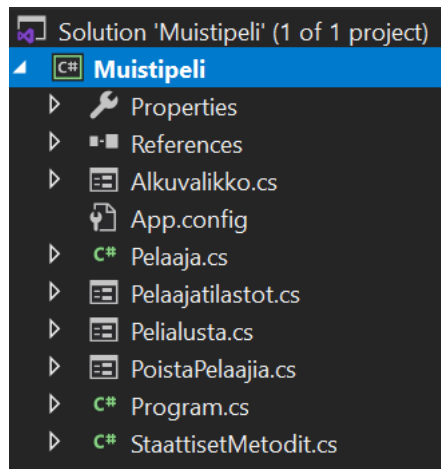 Solution 'Muistipeli' (1 of 1 project)
C# Muistipeli
Properties
References
Alkuvalikko.cs
App.config
C# Pelaaja.cs
Pelaajatilastot.cs
Pelialusta.cs
PoistaPelaajia.cs
C# Program.cs
C# StaattisetMetodit.cs